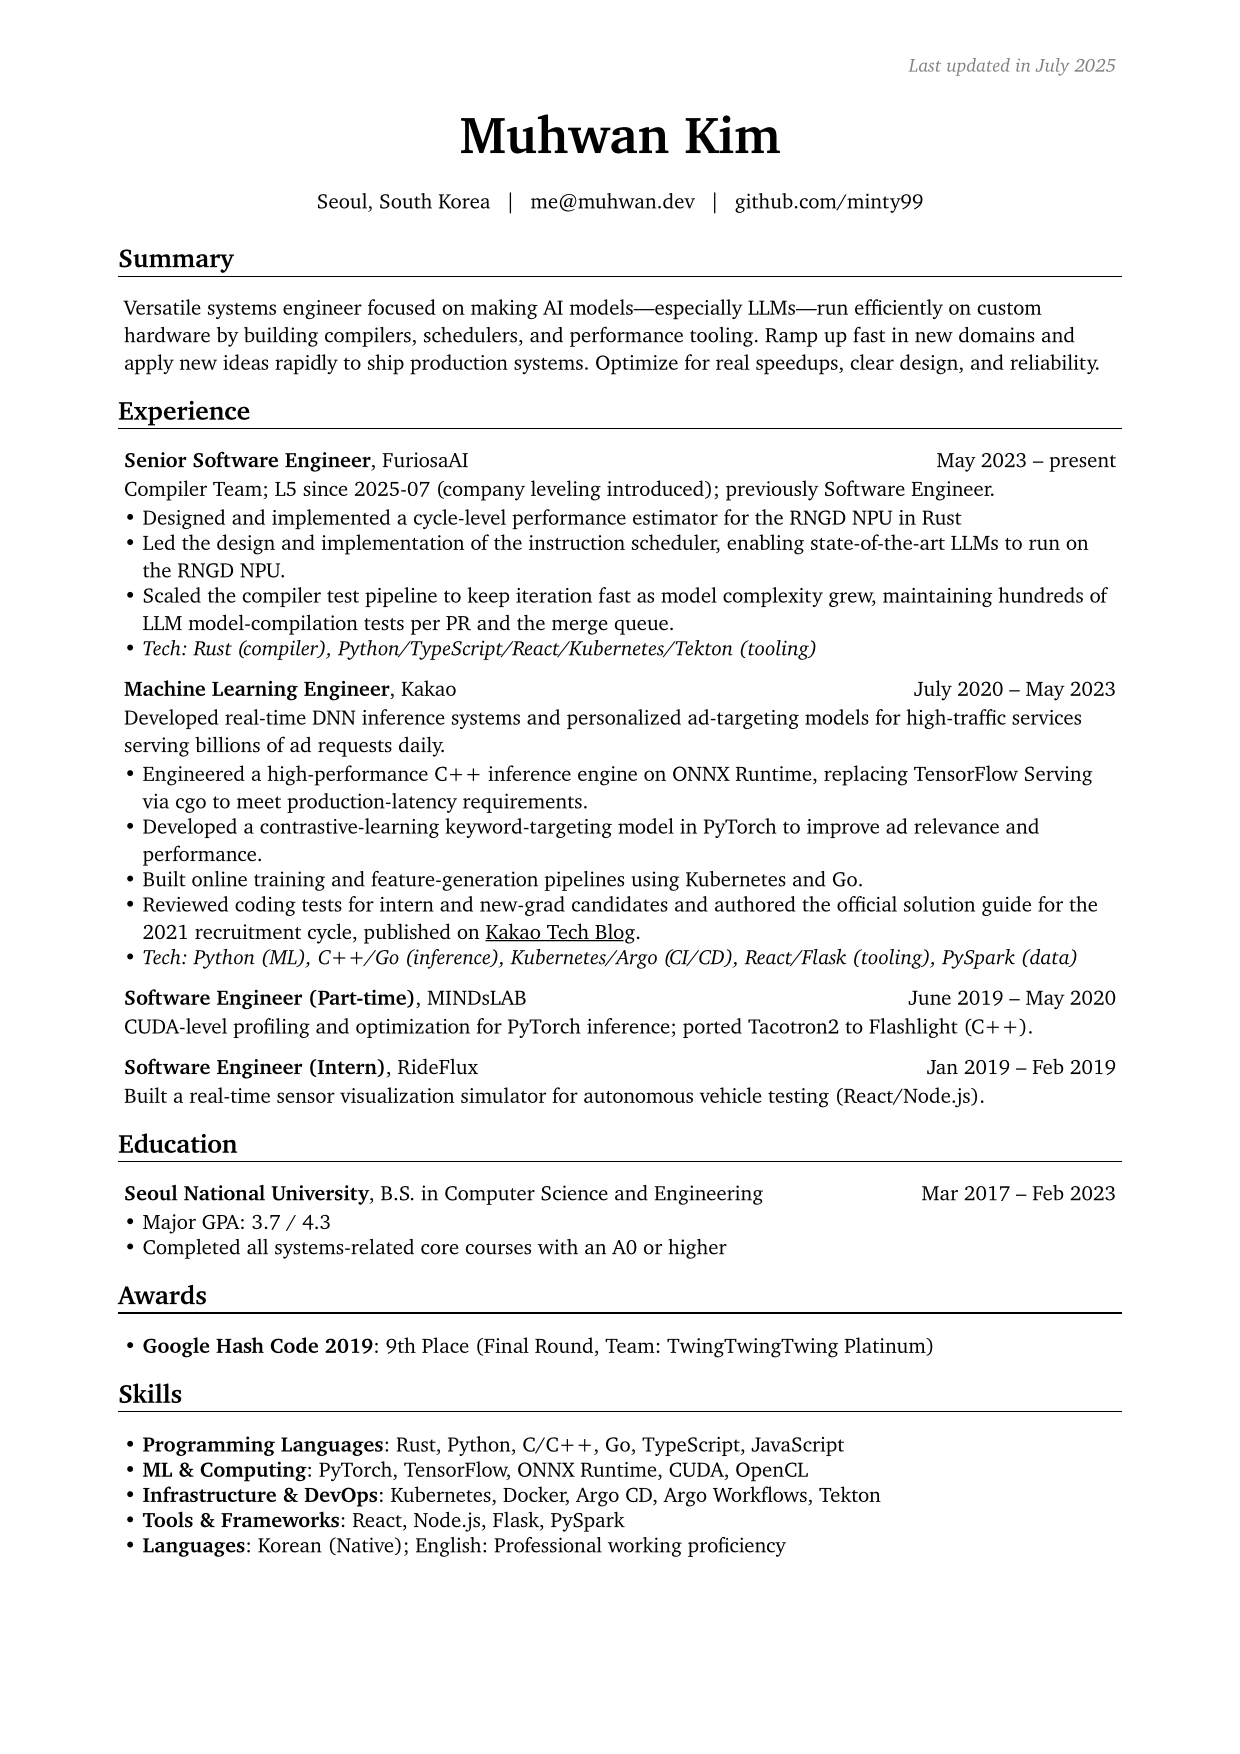 Last updated in July 2025
Muhwan Kim
Seoul, South Korea | me@muhwan.dev | github.com/minty99
Summary
Versatile systems engineer focused on making AI models—especially LLMs—run efficiently on custom
hardware by building compilers, schedulers, and performance tooling. Ramp up fast in new domains and
apply new ideas rapidly to ship production systems. Optimize for real speedups, clear design, and reliability.
Experience
Senior Software Engineer, FuriosaAI May 2023 – present
Compiler Team; L5 since 2025-07 (company leveling introduced); previously Software Engineer.
• Designed and implemented a cycle-level performance estimator for the RNGD NPU in Rust
• Led the design and implementation of the instruction scheduler, enabling state-of-the-art LLMs to run on
the RNGD NPU.
• Scaled the compiler test pipeline to keep iteration fast as model complexity grew, maintaining hundreds of
LLM model-compilation tests per PR and the merge queue.
• Tech: Rust (compiler), Python/TypeScript/React/Kubernetes/Tekton (tooling)
Machine Learning Engineer, Kakao July 2020 – May 2023
Developed real-time DNN inference systems and personalized ad-targeting models for high-traffic services
serving billions of ad requests daily.
• Engineered a high-performance C++ inference engine on ONNX Runtime, replacing TensorFlow Serving
via cgo to meet production-latency requirements.
• Developed a contrastive-learning keyword-targeting model in PyTorch to improve ad relevance and
performance.
• Built online training and feature-generation pipelines using Kubernetes and Go.
• Reviewed coding tests for intern and new-grad candidates and authored the official solution guide for the
2021 recruitment cycle, published on Kakao Tech Blog.
• Tech: Python (ML), C++/Go (inference), Kubernetes/Argo (CI/CD), React/Flask (tooling), PySpark (data)
Software Engineer (Part-time), MINDsLAB June 2019 – May 2020
CUDA-level profiling and optimization for PyTorch inference; ported Tacotron2 to Flashlight (C++).
Software Engineer (Intern), RideFlux Jan 2019 – Feb 2019
Built a real-time sensor visualization simulator for autonomous vehicle testing (React/Node.js).
Education
Seoul National University, B.S. in Computer Science and Engineering Mar 2017 – Feb 2023
• Major GPA: 3.7 / 4.3
• Completed all systems-related core courses with an A0 or higher
Awards
• Google Hash Code 2019: 9th Place (Final Round, Team: TwingTwingTwing Platinum)
Skills
• Programming Languages: Rust, Python, C/C++, Go, TypeScript, JavaScript
• ML & Computing: PyTorch, TensorFlow, ONNX Runtime, CUDA, OpenCL
• Infrastructure & DevOps: Kubernetes, Docker, Argo CD, Argo Workflows, Tekton
• Tools & Frameworks: React, Node.js, Flask, PySpark
• Languages: Korean (Native); English: Professional working proficiency